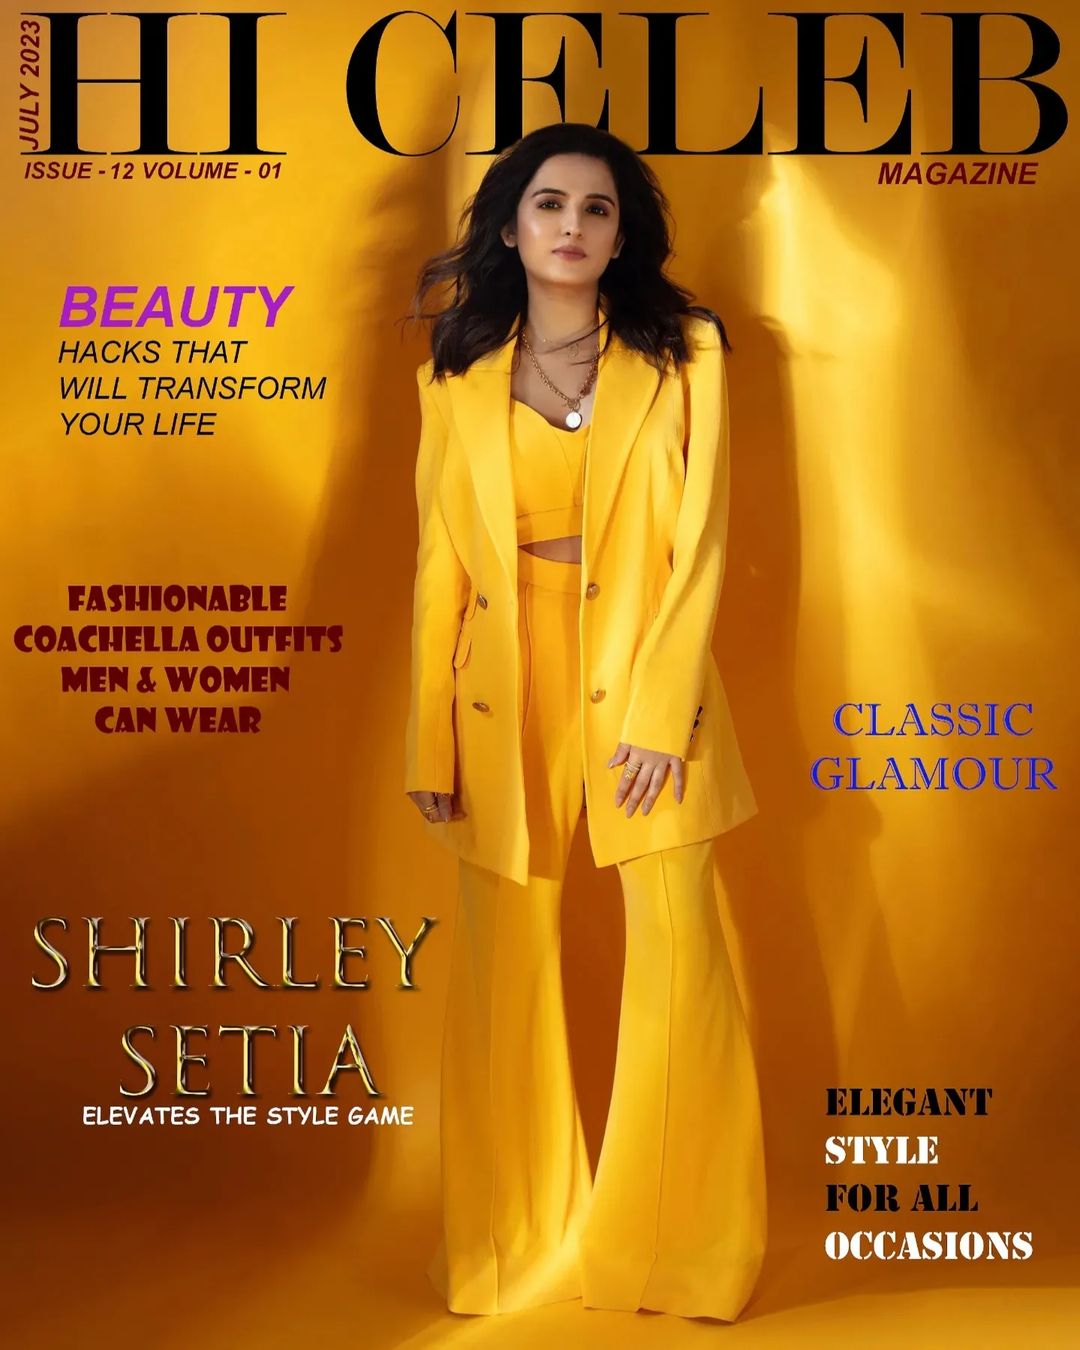 JULY 2023
HI CELEB
ISSUE - 12 VOLUME - 01
MAGAZINE
BEAUTY
HACKS THAT
WILL TRANSFORM
YOUR LIFE
FASHIONABLE
COACHELLA OUTFITS
MEN & WOMEN
CAN WEAR
CLASSIC
GLAMOUR
SHIRLEY
SETIA
ELEVATES THE STYLE GAME
ELEGANT
STYLE
FOR ALL
OCCASIONS